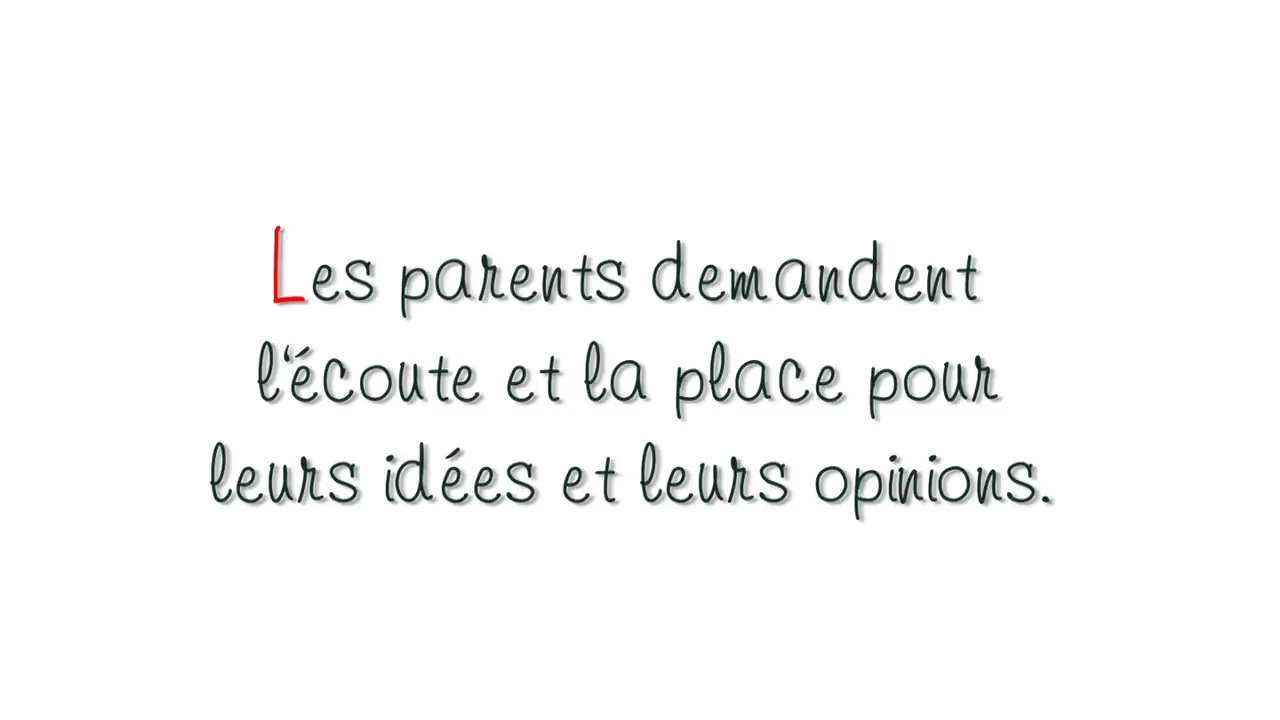 Les parents demandent
l'écoute et la place pour
leurs idées et leurs opinions.